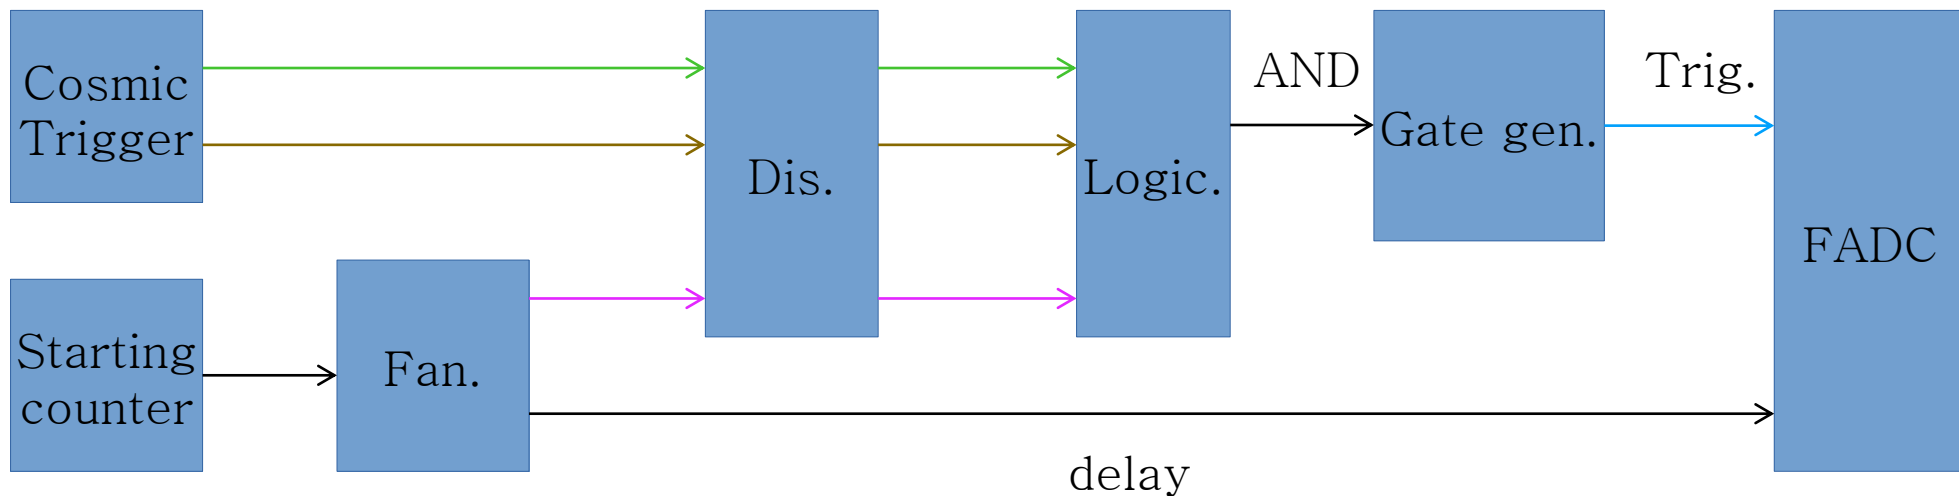 Cosmic
Trigger
Dis.
Logic.
AND
Gate gen.
Trig.
FADC
Starting
counter
Fan.
delay